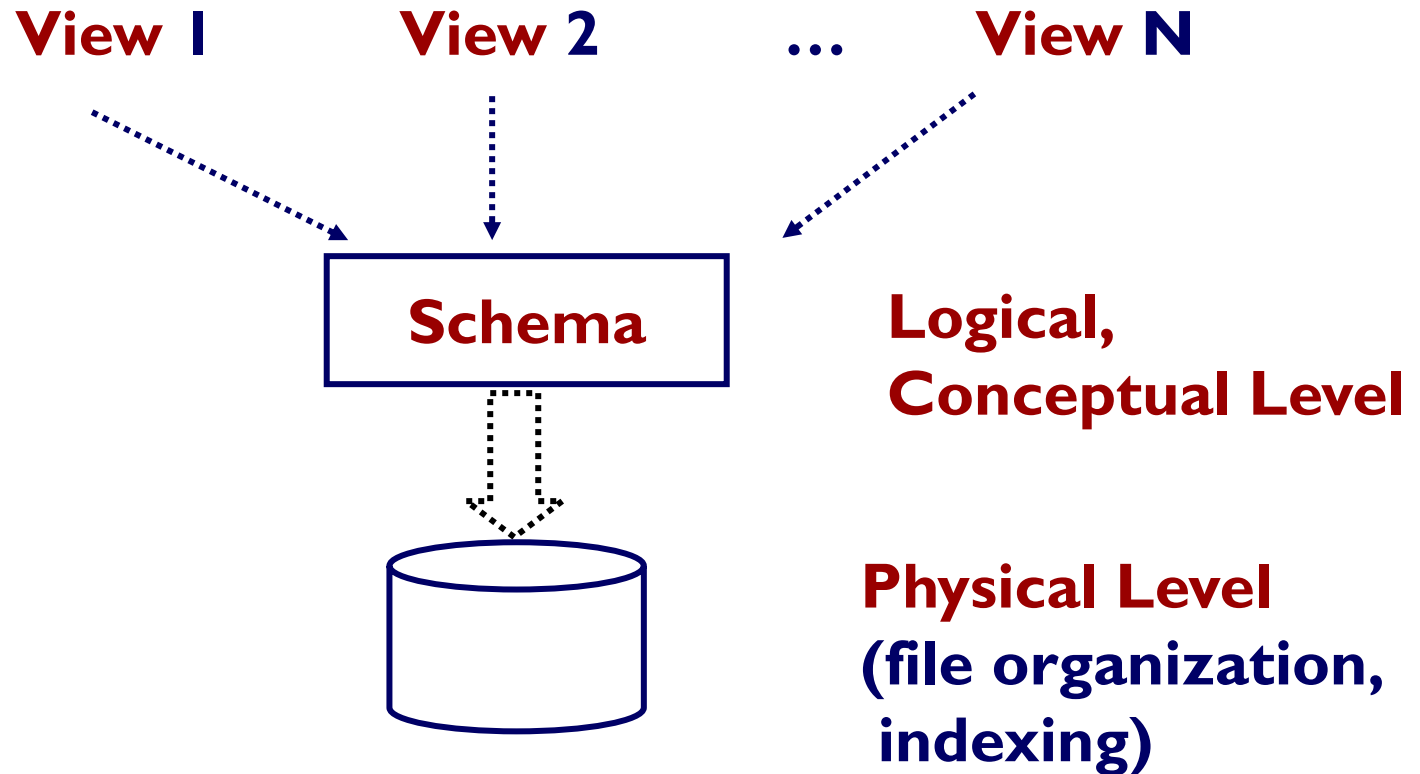 View 1 View 2 ... View N
Schema
Logical,
Conceptual Level
Physical Level
(file organization,
indexing)